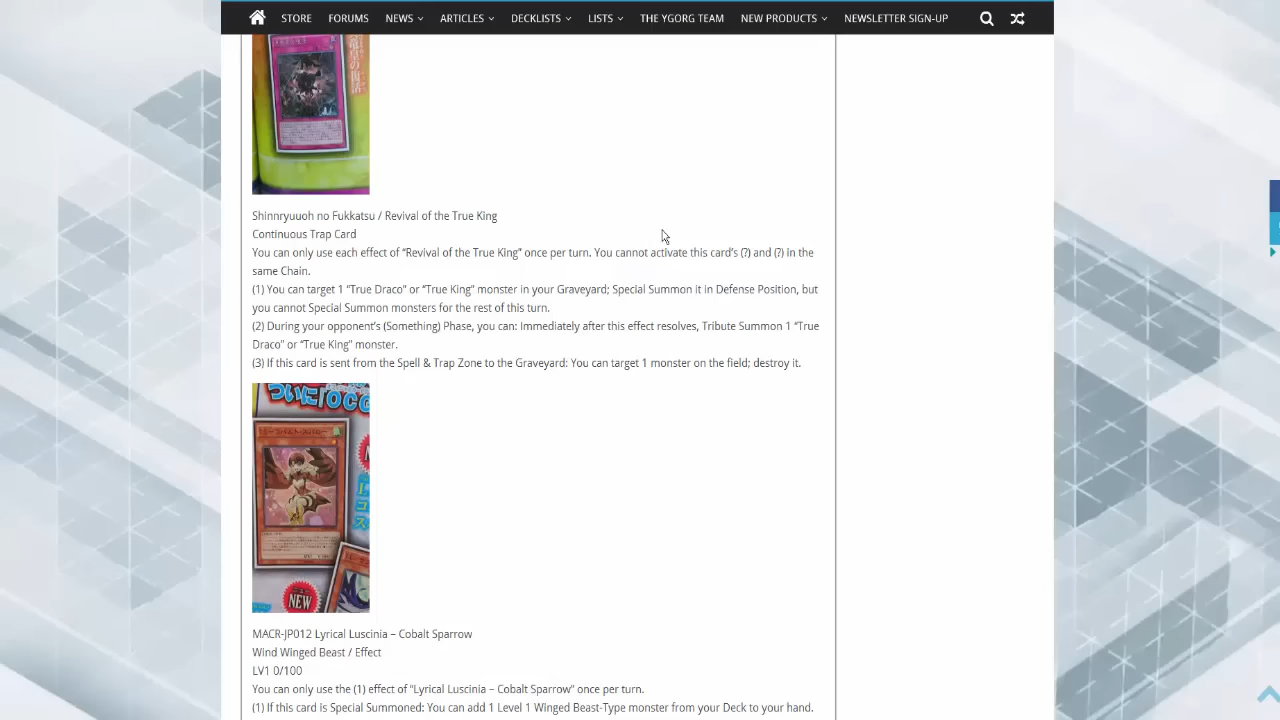 STORE FORUMS NEWS ARTICLES DECKLISTS LISTS THE YGORG TEAM NEW PRODUCTS NEWSLETTER SIGN-UP
Shinnryuuoh no Fukkatsu / Revival of the True King
Continuous Trap Card
You can only use each effect of “Revival of the True King” once per turn. You cannot activate this card’s (?) and (?) in the
same Chain.
(1) You can target 1 “True Draco” or “True King” monster in your Graveyard; Special Summon it in Defense Position, but
you cannot Special Summon monsters for the rest of this turn.
(2) During your opponent’s (Something) Phase, you can: Immediately after this effect resolves, Tribute Summon 1 “True
Draco” or “True King” monster.
(3) If this card is sent from the Spell & Trap Zone to the Graveyard: You can target 1 monster on the field; destroy it.
NEW
MACR-JP012 Lyrical Luscinia – Cobalt Sparrow
Wind Winged Beast / Effect
LV1 0/100
You can only use the (1) effect of “Lyrical Luscinia – Cobalt Sparrow” once per turn.
(1) If this card is Special Summoned: You can add 1 Level 1 Winged Beast-Type monster from your Deck to your hand.